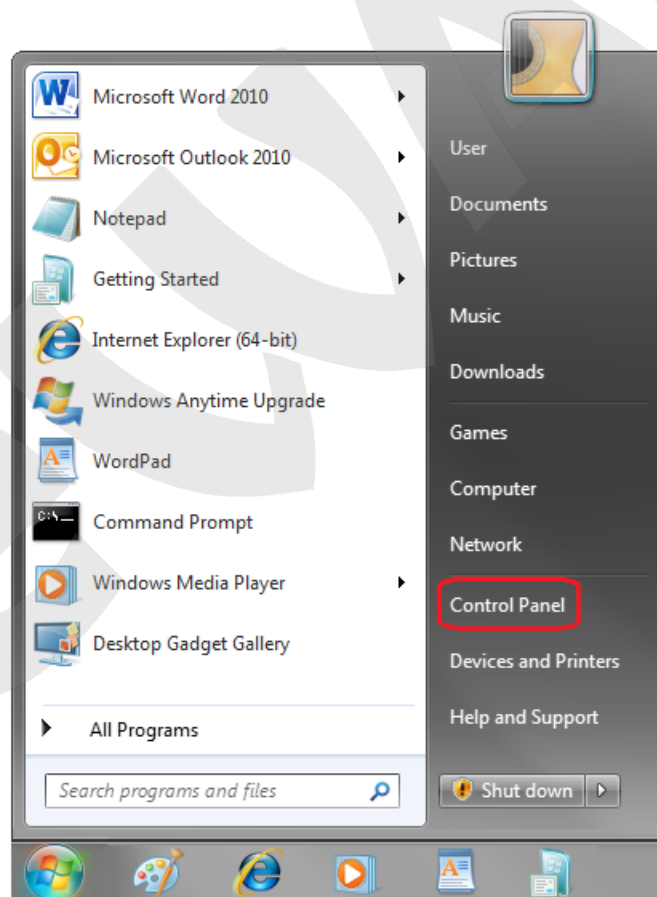 Microsoft Word 2010
Microsoft Outlook 2010
Notepad
Getting Started
Internet Explorer (64-bit)
Windows Anytime Upgrade
WordPad
C:\_
Command Prompt
Windows Media Player
Desktop Gadget Gallery
All Programs
Search programs and files
User
Documents
Pictures
Music
Downloads
Games
Computer
Network
Control Panel
Devices and Printers
Help and Support
Shut down